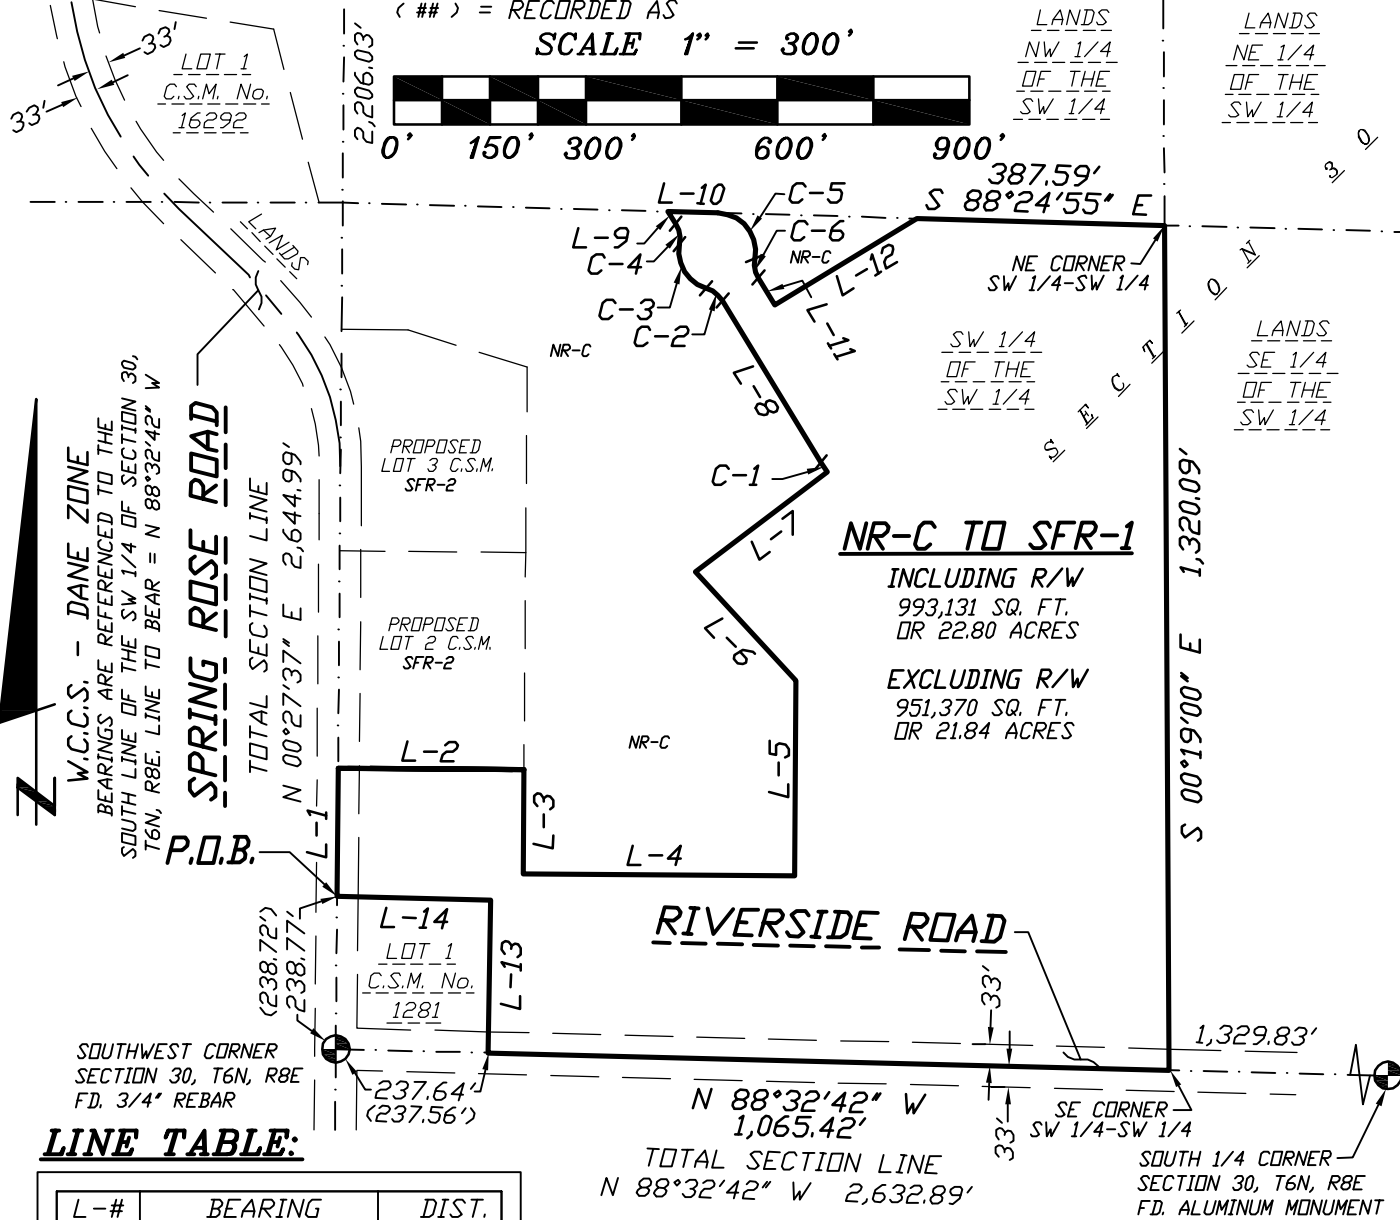 ( ## ) = RECORDED AS
SCALE 1" = 300'
0' 150' 300' 600' 900'
33'
33'
LOT 1
C.S.M. No.
16292
2,206.03'
LANDS
NW 1/4
OF THE
SW 1/4
LANDS
NE 1/4
OF THE
SW 1/4
SECTION 30
387.59'
S 88°24'55" E
L-10
C-5
L-9
C-6
C-4
NR-C
L-12
C-3
C-2
L-11
NE CORNER
SW 1/4-SW 1/4
LANDS
NR-C
SW 1/4
OF THE
SW 1/4
LANDS
SE 1/4
OF THE
SW 1/4
L-8
C-1
L-7
L-6
L-5
W.C.C.S. - DANE ZONE
BEARINGS ARE REFERENCED TO THE
SOUTH LINE OF THE SW 1/4 OF SECTION 30,
T6N, R8E. LINE TO BEAR = N 88°32'42" W
SPRING ROSE ROAD
TOTAL SECTION LINE
N 00°27'37" E 2,644.99'
PROPOSED
LOT 3 C.S.M.
SFR-2
PROPOSED
LOT 2 C.S.M.
SFR-2
NR-C TO SFR-1
INCLUDING R/W
993,131 SQ. FT.
OR 22.80 ACRES
EXCLUDING R/W
951,370 SQ. FT.
OR 21.84 ACRES
S 00°19'00" E 1,320.09'
NR-C
N
L-2
L-1
L-3
L-4
P.O.B.
L-14
L-13
LOT 1
C.S.M. No.
1281
(238.72')
238.77'
RIVERSIDE ROAD
33'
33'
1,329.83'
SOUTHWEST CORNER
SECTION 30, T6N, R8E
FD. 3/4" REBAR
237.64'
(237.56')
N 88°32'42" W
1,065.42'
SE CORNER
SW 1/4-SW 1/4
TOTAL SECTION LINE
N 88°32'42" W 2,632.89'
SOUTH 1/4 CORNER
SECTION 30, T6N, R8E
FD. ALUMINUM MONUMENT
LINE TABLE:
L-# BEARING DIST.